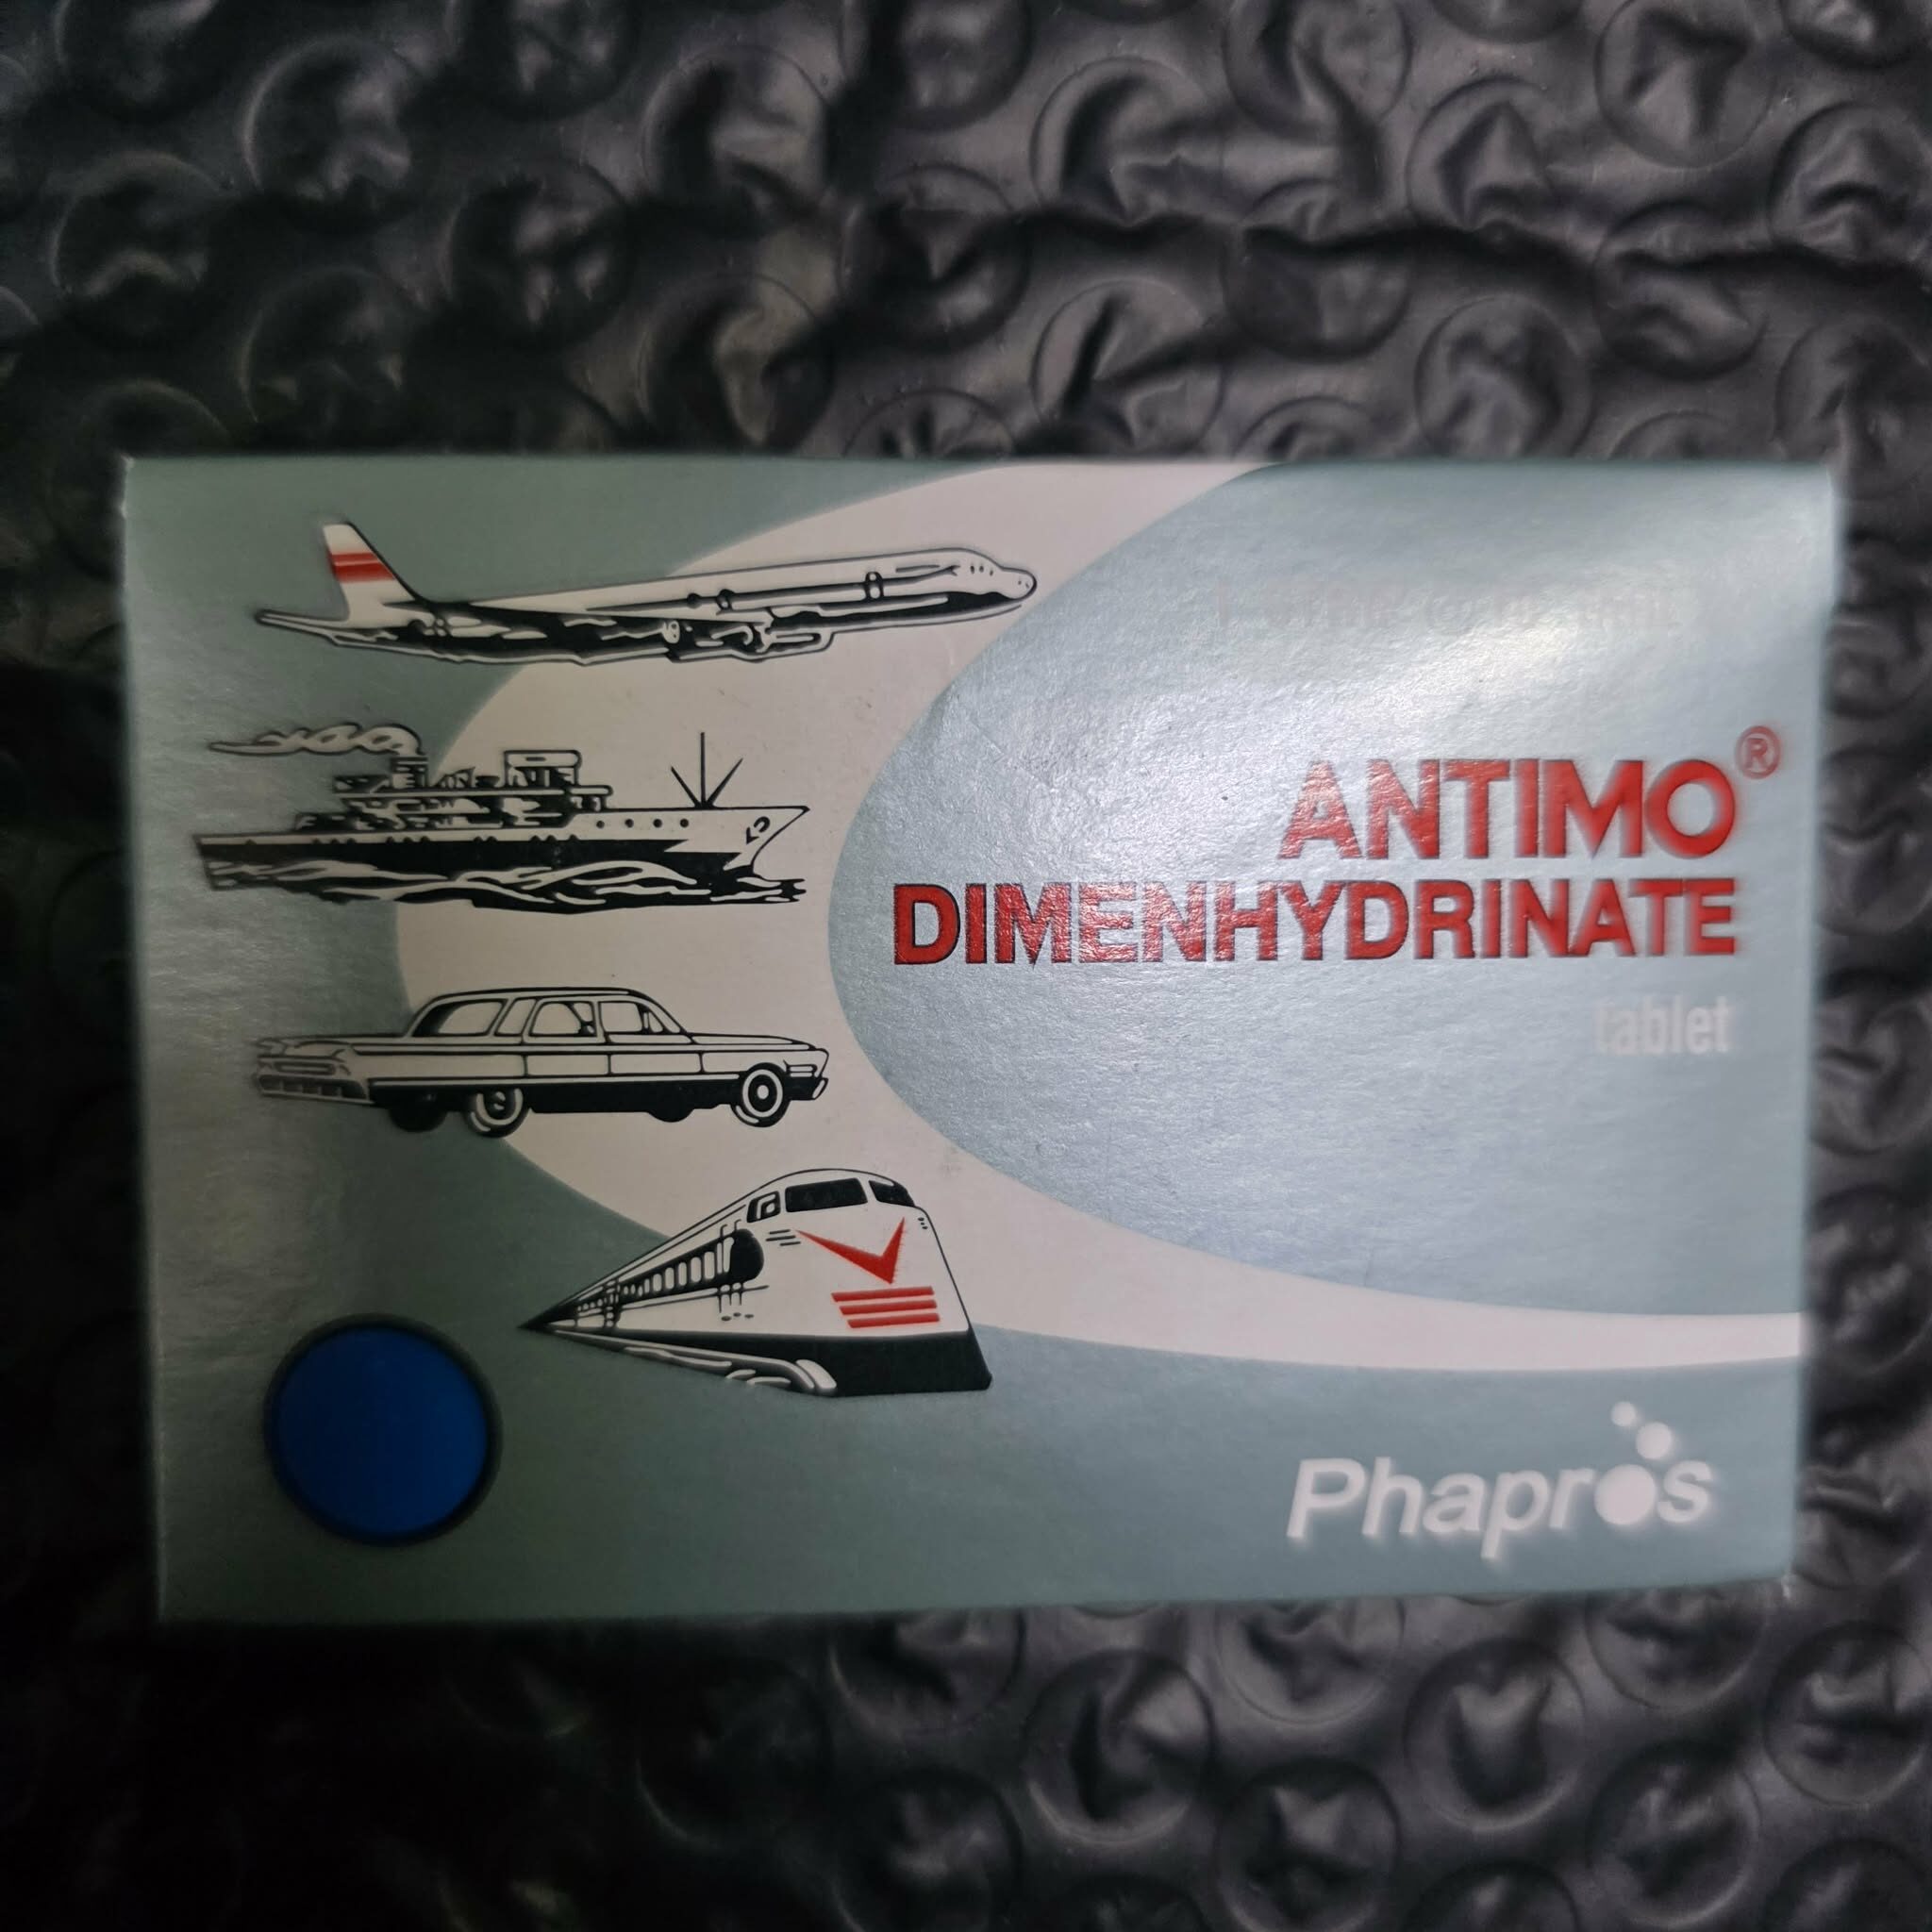 ANTIMO®
DIMENHYDRINATE
tablet
Phapros